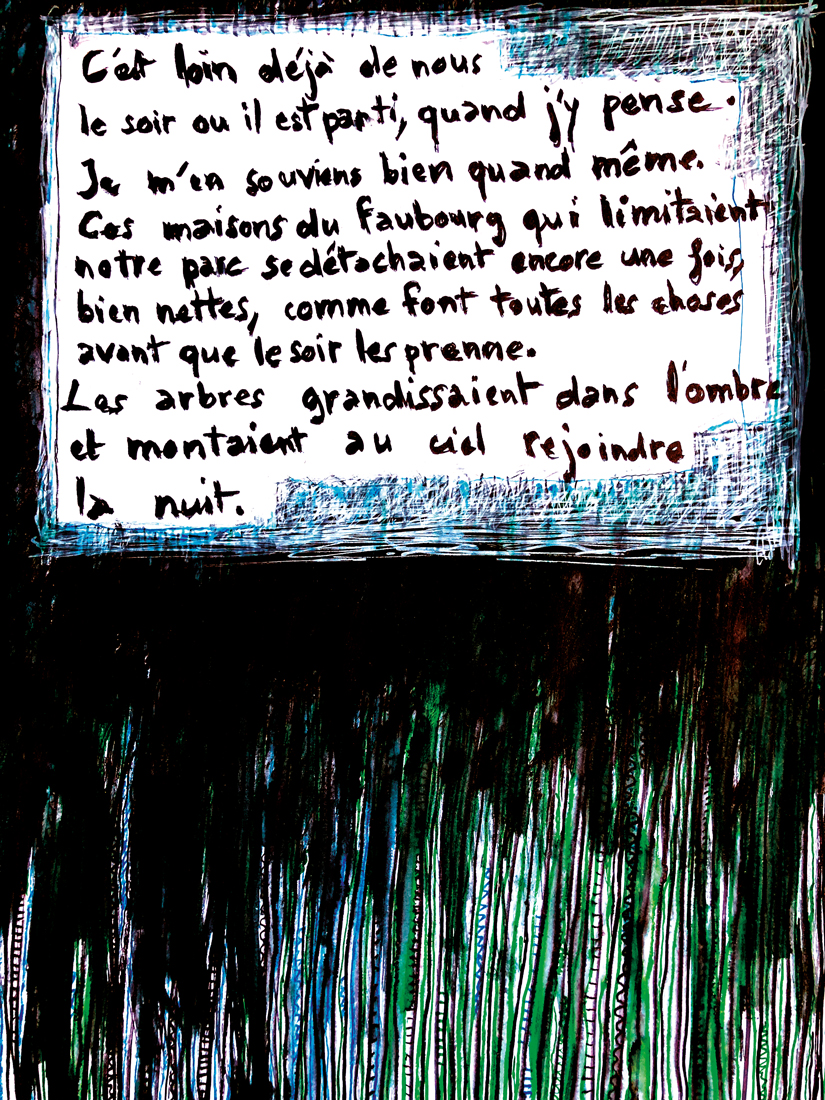 C'est loin déjà de nous
le soir ou il est parti, quand j'y pense.
Je m'en souviens bien quand même.
Ces maisons du faubourg qui limitaient
notre parc se détachaient encore une fois,
bien nettes, comme font toutes les choses
avant que le soir les prenne.
Les arbres grandissaient dans l'ombre
et montaient au ciel rejoindre
la nuit.